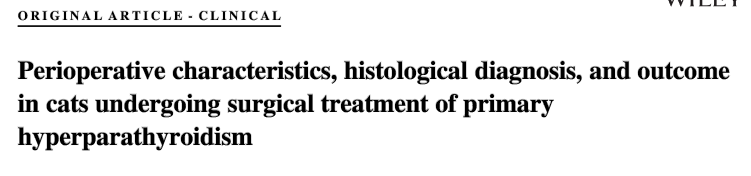 ORIGINAL ARTICLE - CLINICAL
Perioperative characteristics, histological diagnosis, and outcome
in cats undergoing surgical treatment of primary
hyperparathyroidism